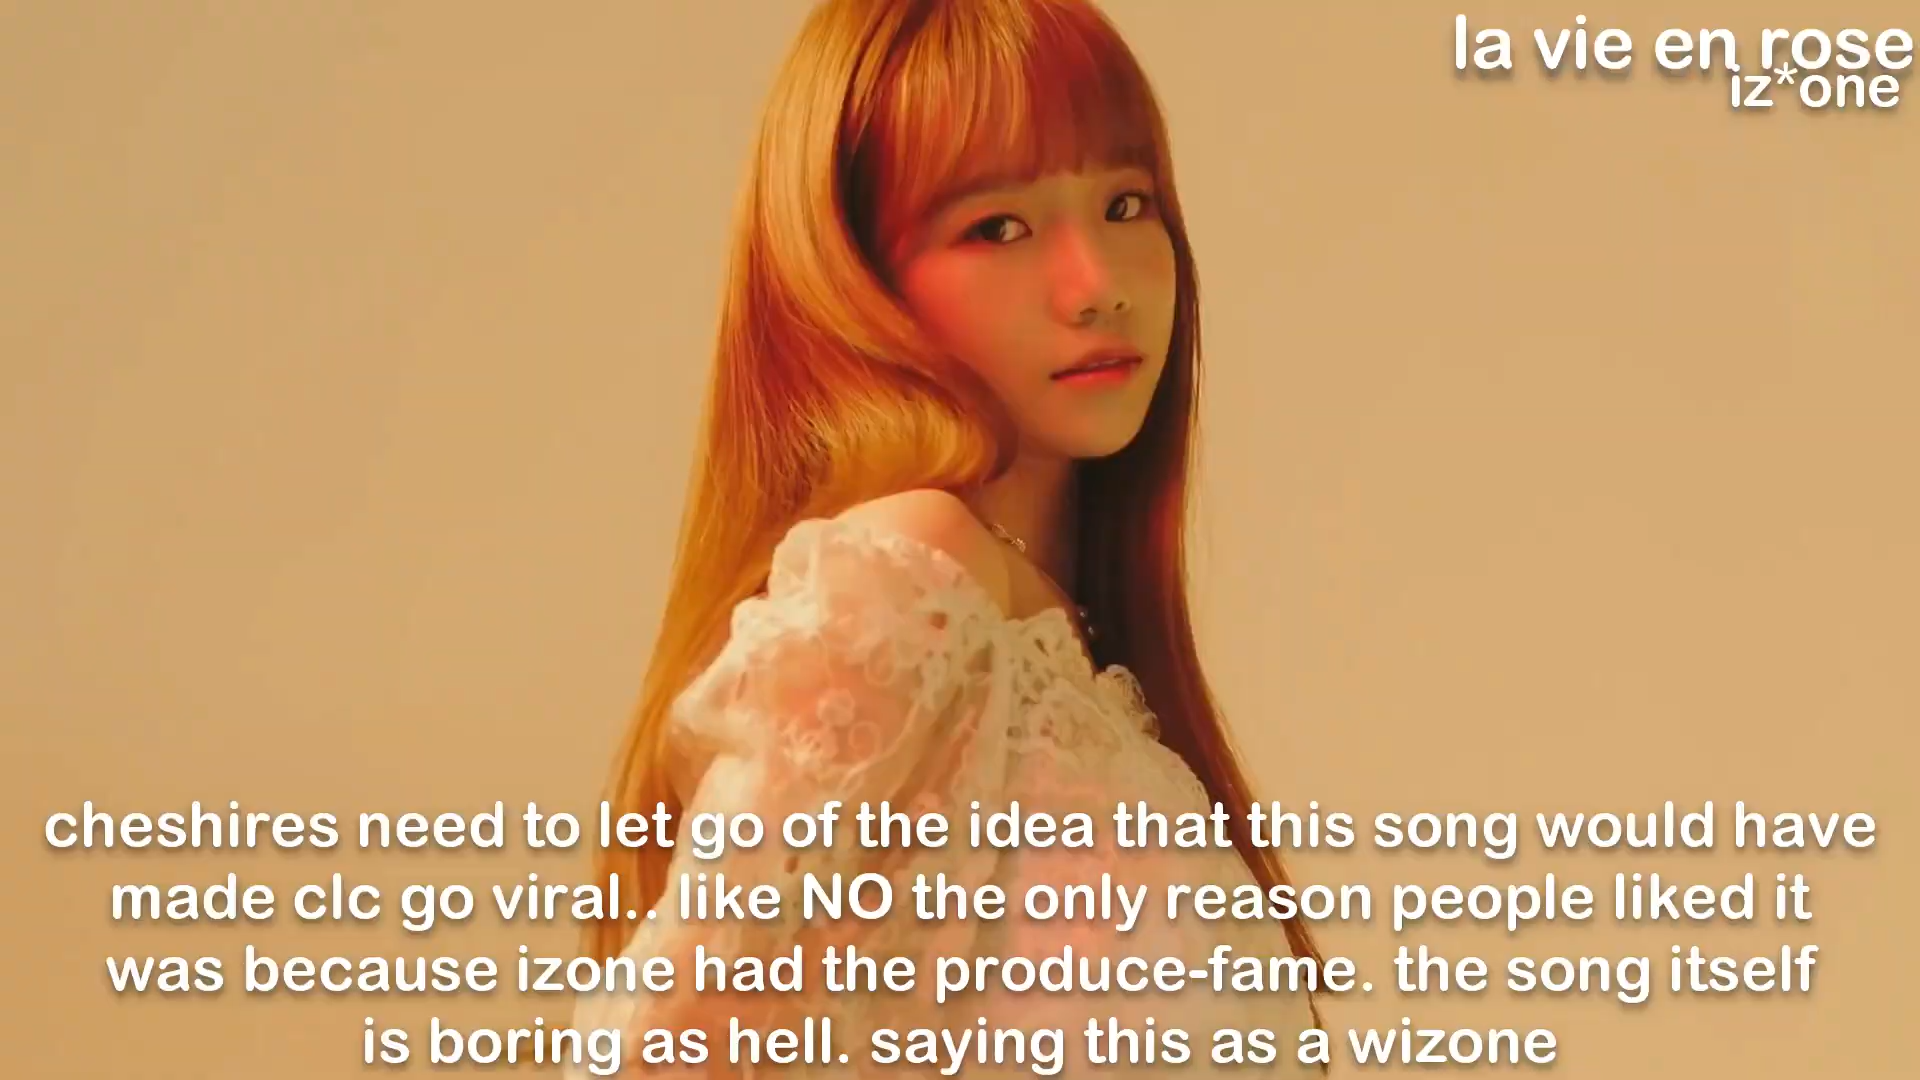 la vie en rose
iz*one
cheshires need to let go of the idea that this song would have
made clc go viral.. like NO the only reason people liked it
was because izone had the produce-fame. the song itself
is boring as hell. saying this as a wizone